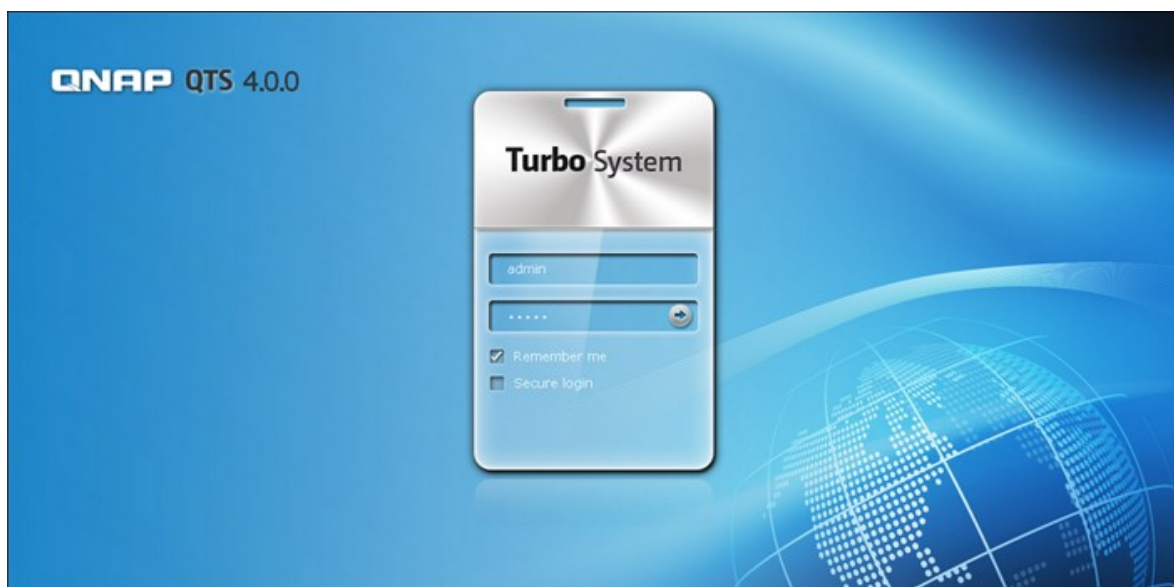 QNAP QTS 4.0.0
Turbo System
admin
•••••
Remember me
Secure login